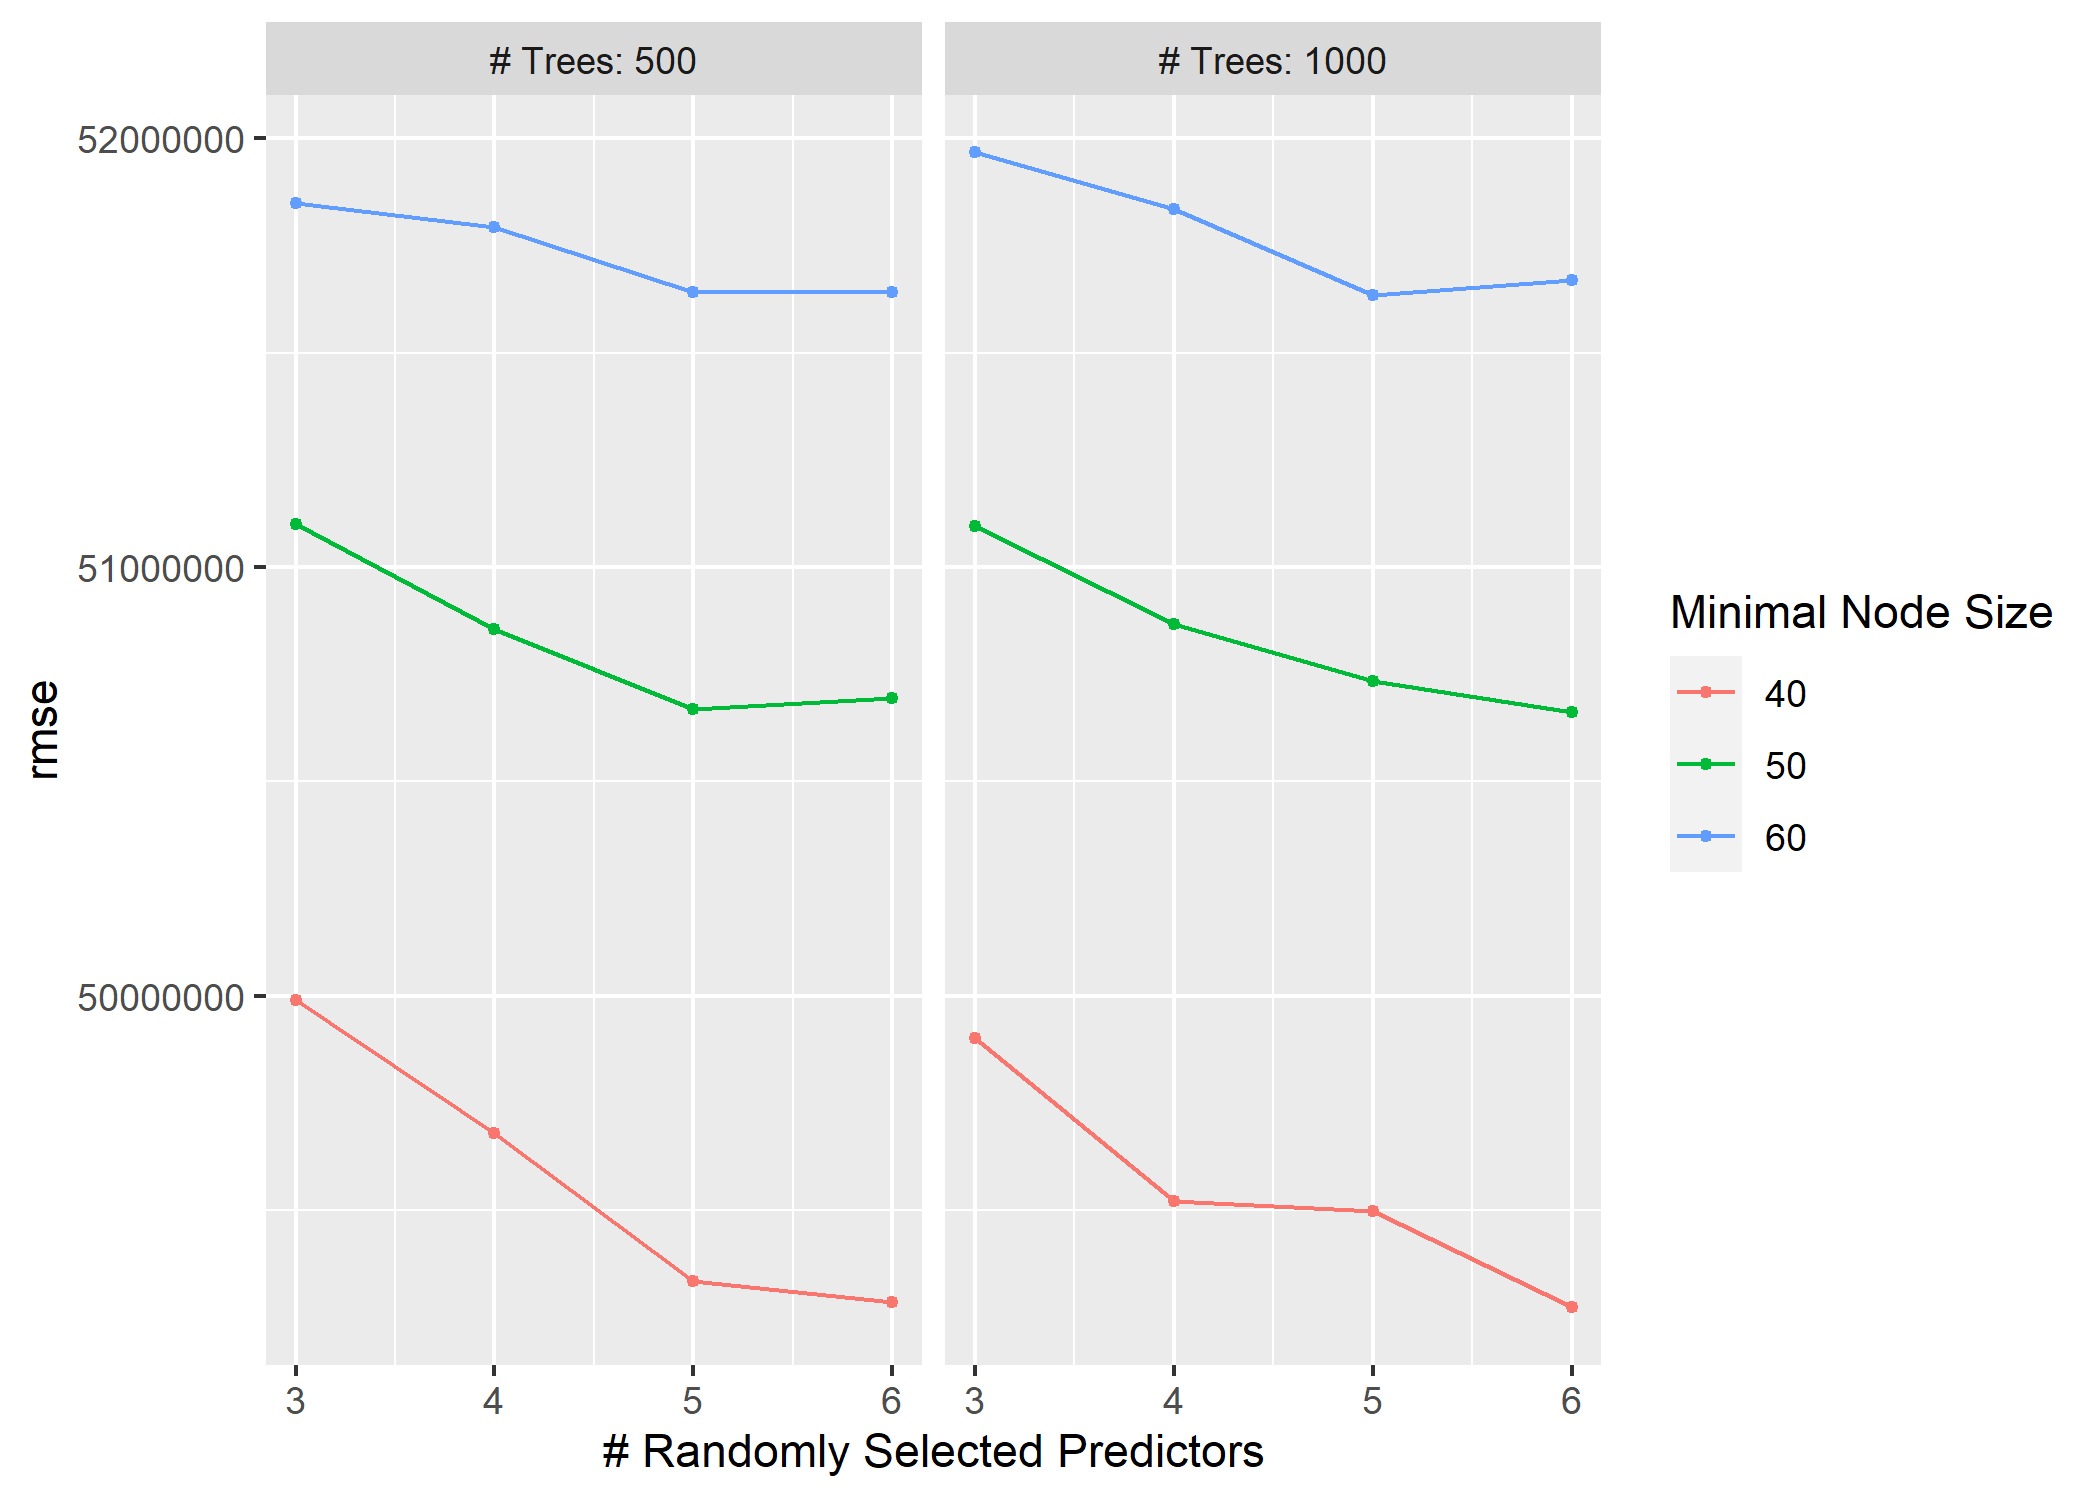 # Trees: 500
# Trees: 1000
52000000
51000000
50000000
rmse
3 4 5 6
3 4 5 6
# Randomly Selected Predictors
Minimal Node Size
40
50
60